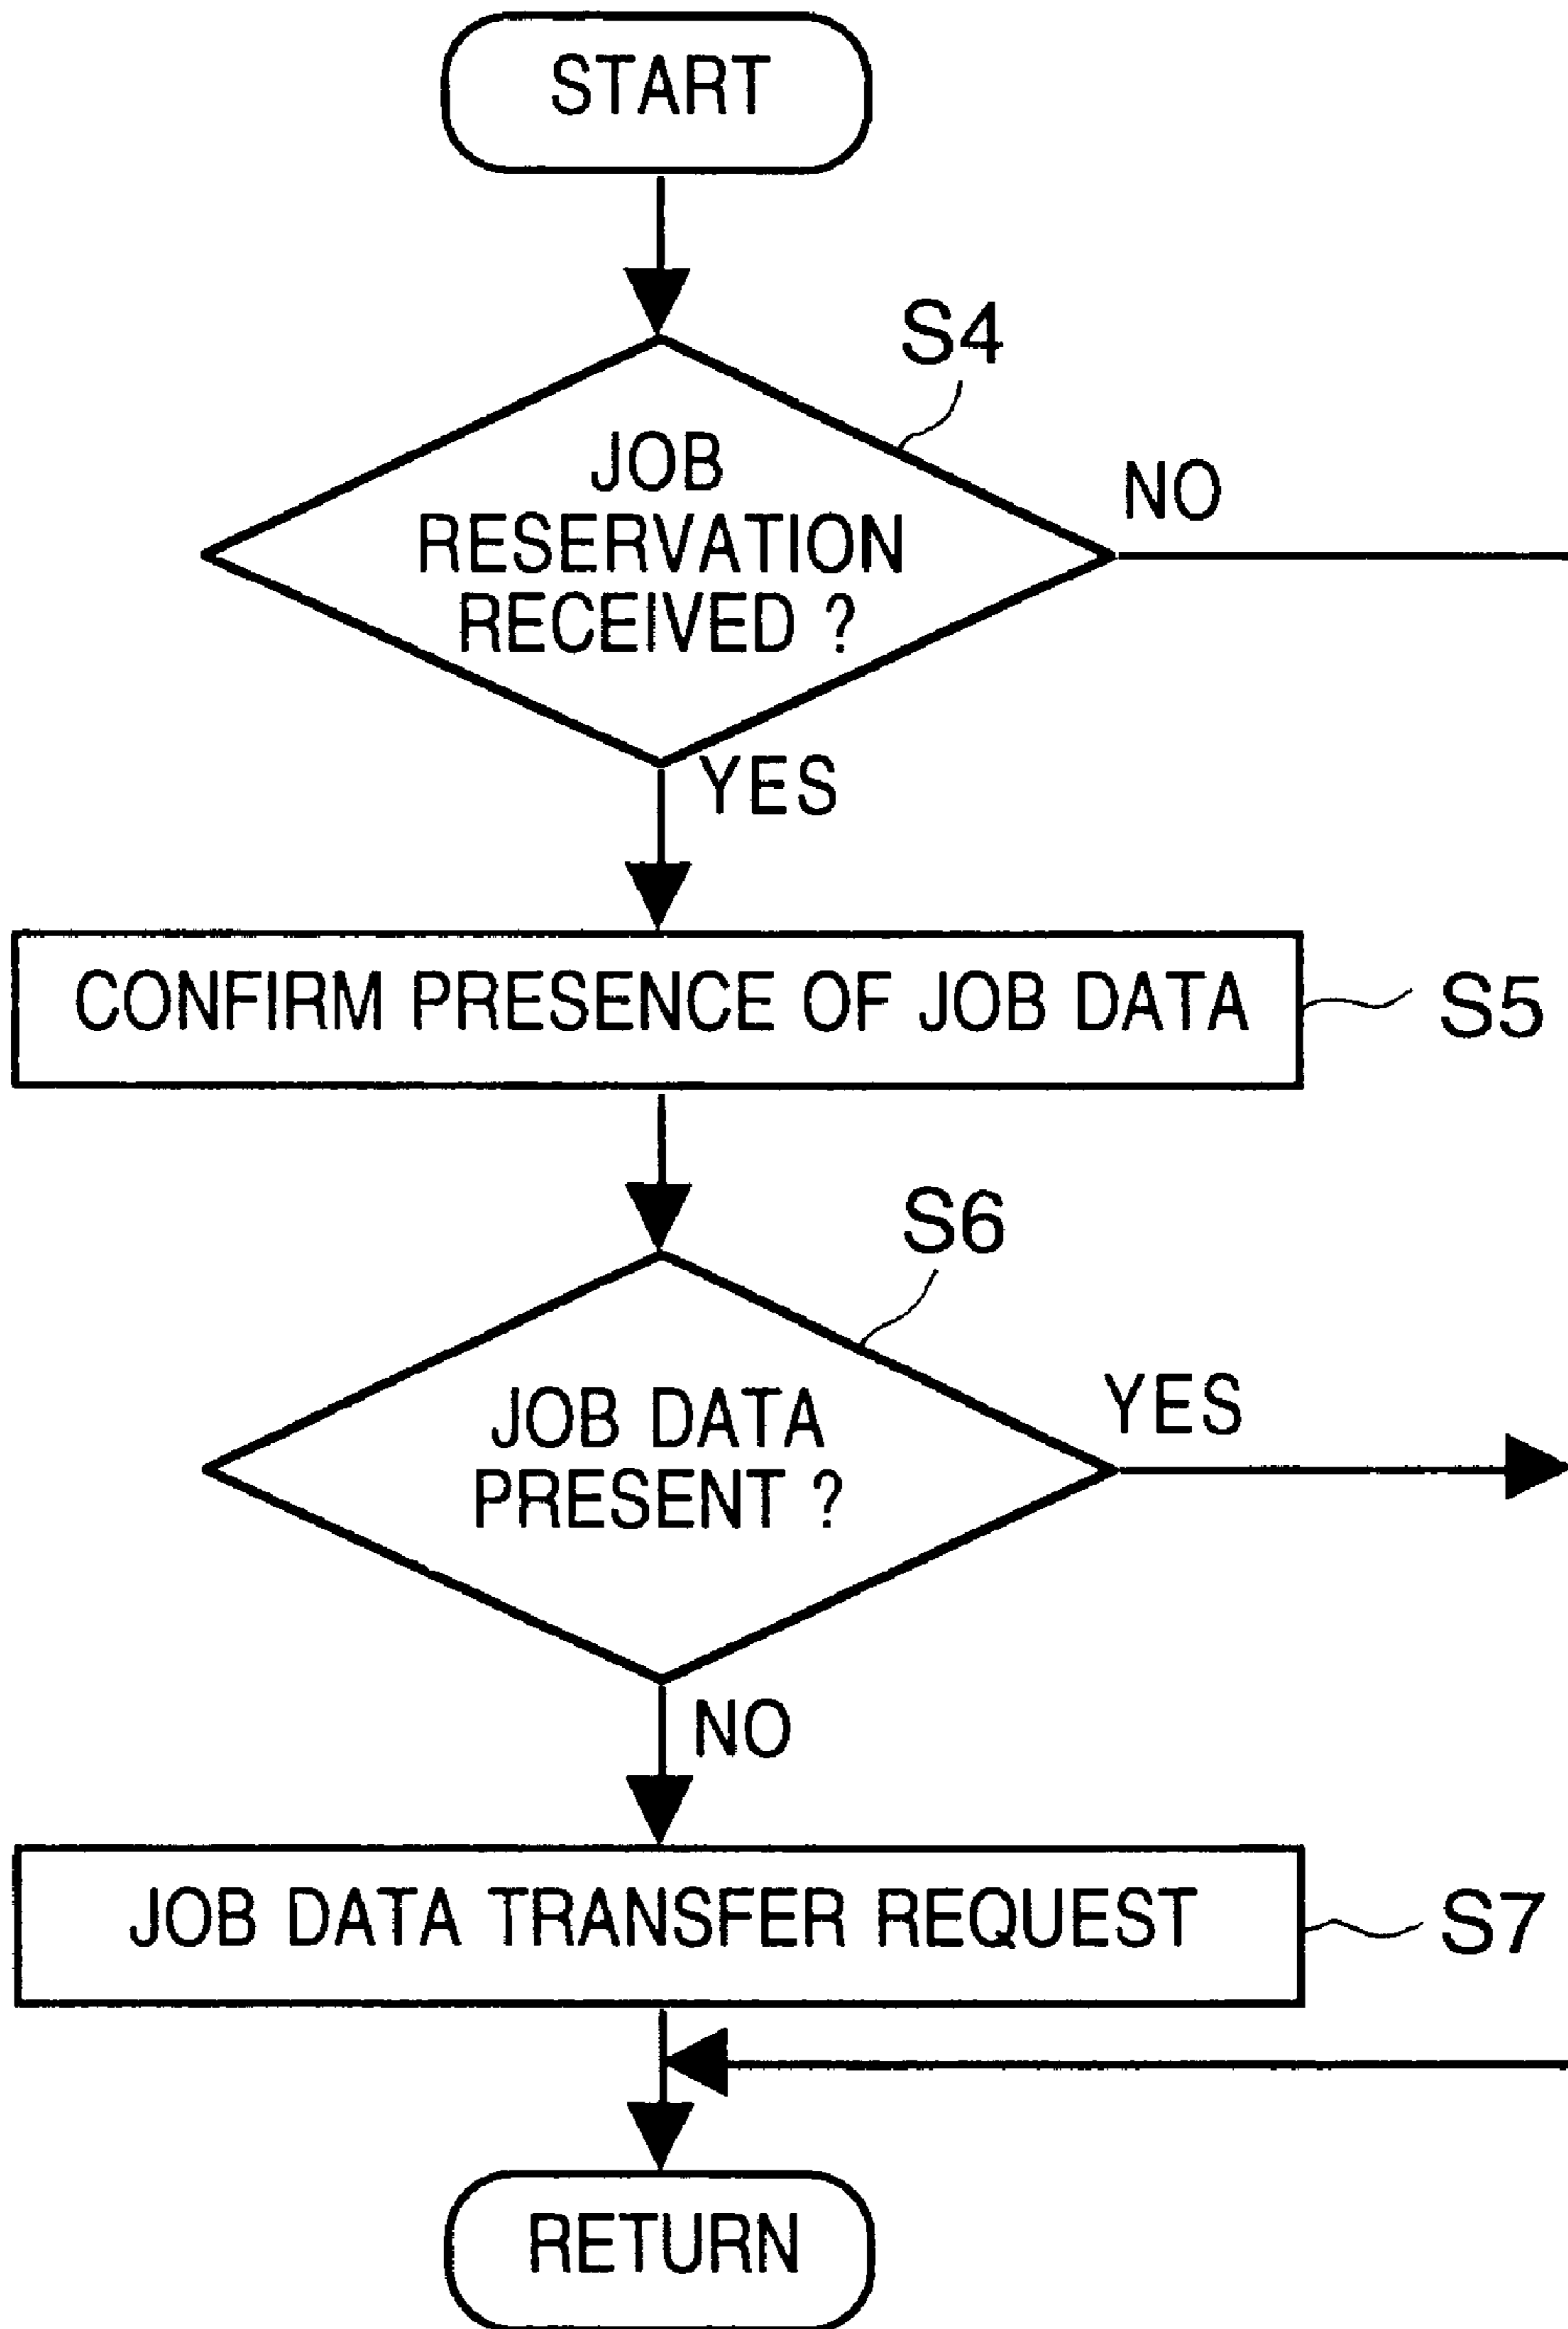 START
S4
JOB
RESERVATION
RECEIVED ?
NO
YES
CONFIRM PRESENCE OF JOB DATA
S5
S6
JOB DATA
PRESENT ?
YES
NO
JOB DATA TRANSFER REQUEST
S7
RETURN